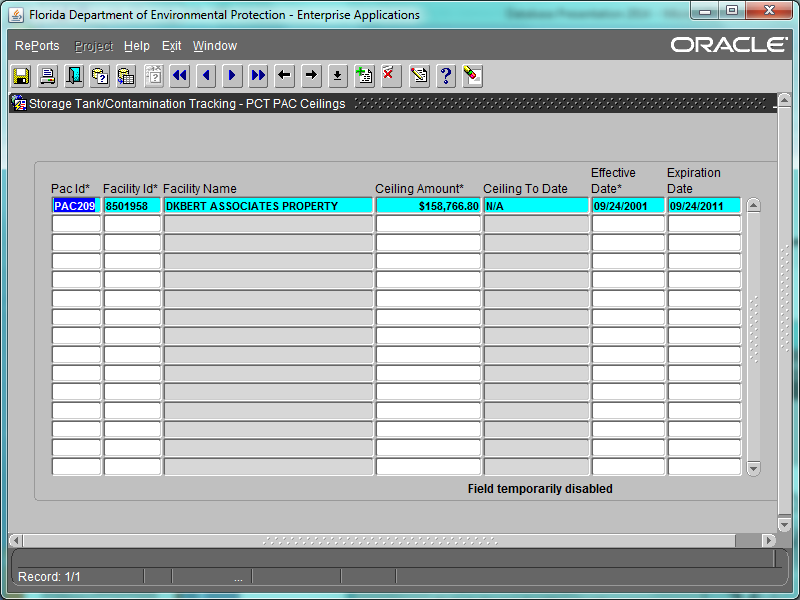 Florida Department of Environmental Protection - Enterprise Applications
RePorts Project Help Exit Window
ORACLE
Storage Tank/Contamination Tracking - PCT PAC Ceilings
Pac Id* Facility Id* Facility Name Ceiling Amount* Ceiling To Date Effective Date* Expiration Date
PAC209 8501958 DKBERT ASSOCIATES PROPERTY $158,766.80 N/A 09/24/2001 09/24/2011
Field temporarily disabled
Record: 1/1 ...